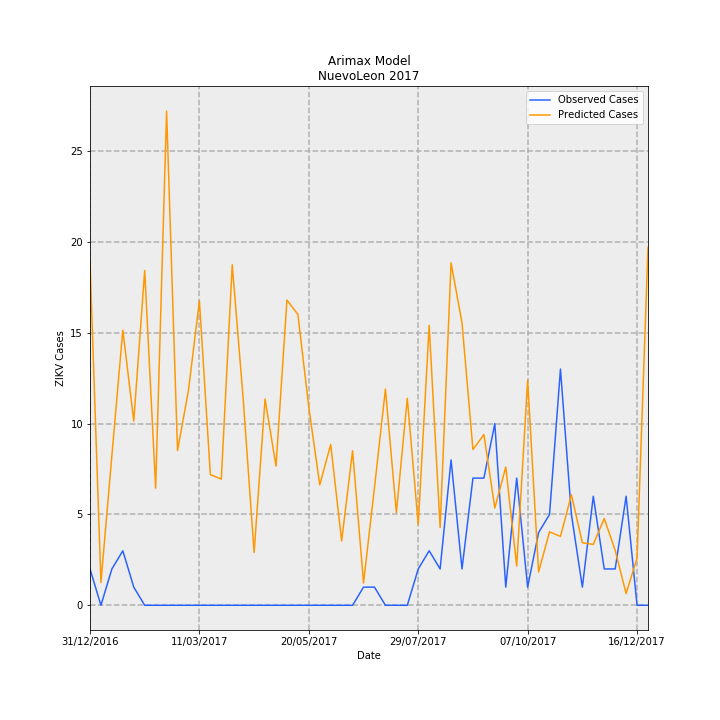 Arimax Model
NuevoLeon 2017
Observed Cases
Predicted Cases
25
20
15
10
5
0
ZIKV Cases
31/12/2016 11/03/2017 20/05/2017 29/07/2017 07/10/2017 16/12/2017
Date